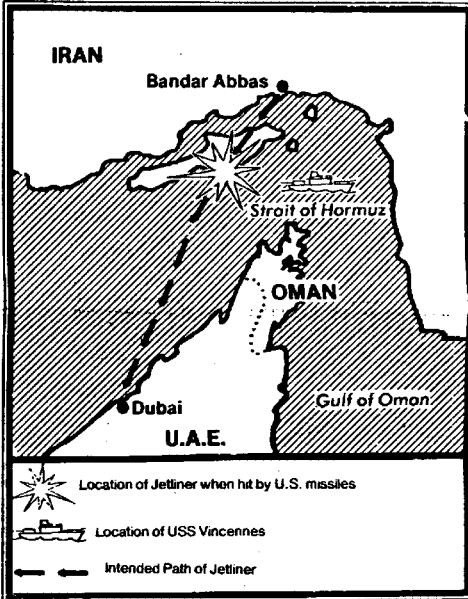 IRAN
Bandar Abbas
Strait of Hormuz
OMAN
Gulf of Oman
Dubai
U.A.E.
Location of Jetliner when hit by U.S. missiles
Location of USS Vincennes
Intended Path of Jetliner